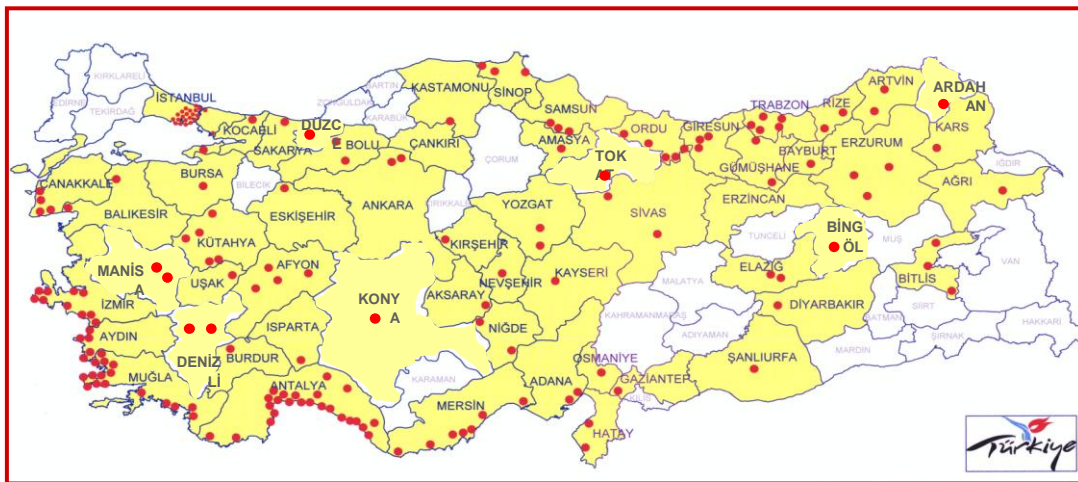 KIRKLARELİ
EDİRNE
TEKİRDAĞ
İSTANBUL
KOCAELİ
SAKARYA
DÜZC
E
BOLU
ZONGULDAK
BARTIN
KARABÜK
KASTAMONU
SİNOP
ÇANKIRI
SAMSUN
AMASYA
ÇORUM
TOK
AT
ORDU
GİRESUN
TRABZON
RİZE
ARTVİN
ARDAH
AN
KARS
IĞDIR
AĞRI
ERZURUM
BAYBURT
GÜMÜŞHANE
ERZİNCAN
ÇANAKKALE
BURSA
BİLECİK
BALIKESİR
KÜTAHYA
ESKİŞEHİR
ANKARA
KIRIKKALE
YOZGAT
SİVAS
TUNCELİ
BİNG
ÖL
MUŞ
VAN
BİTLİS
ELAZIĞ
MANİS
A
UŞAK
AFYON
KONY
A
KIRŞEHİR
AKSARAY
NEVŞEHİR
KAYSERİ
MALATYA
DİYARBAKIR
BATMAN
SİİRT
ŞIRNAK
HAKKARİ
İZMİR
AYDIN
DENİZ
Lİ
ISPARTA
BURDUR
MUĞLA
ANTALYA
KARAMAN
NİĞDE
MERSİN
ADANA
OSMANİYE
KAHRAMANMARAŞ
ADIYAMAN
GAZİANTEP
KİLİS
HATAY
ŞANLIURFA
MARDİN
Türkiye